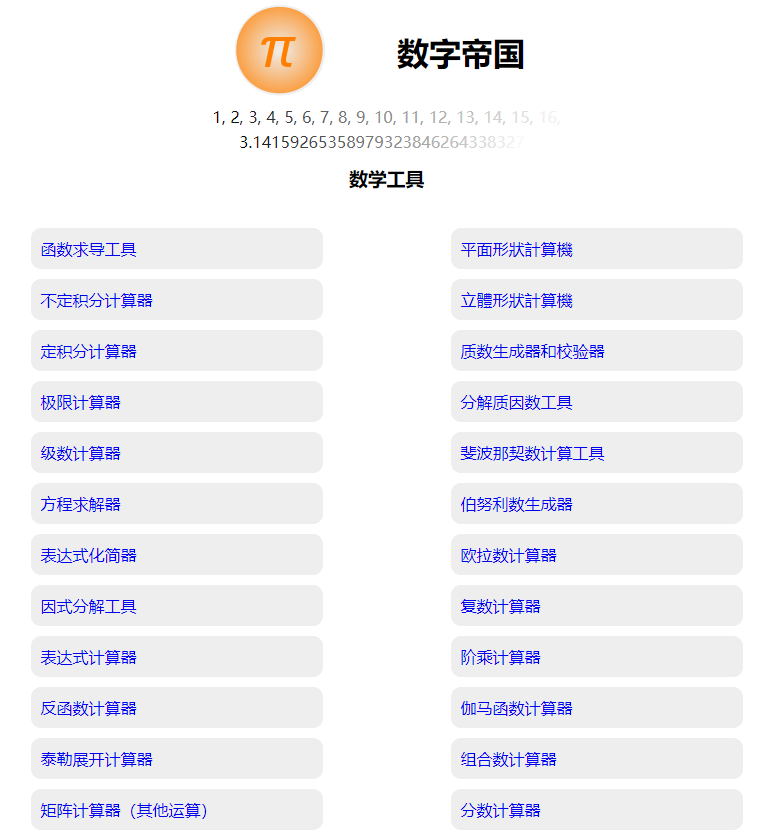 π
数字帝国
1, 2, 3, 4, 5, 6, 7, 8, 9, 10, 11, 12, 13, 14, 15, 16,
3.1415926535897932384626433832​7
数学工具
函数求导工具
平面形狀計算機
不定积分计算器
立體形狀計算機
定积分计算器
质数生成器和校验器
极限计算器
分解质因数工具
级数计算器
斐波那契数计算工具
方程求解器
伯努利数生成器
表达式化简器
欧拉数计算器
因式分解工具
复数计算器
表达式计算器
阶乘计算器
反函数计算器
伽马函数计算器
泰勒展开计算器
组合数计算器
矩阵计算器（其他运算）
分数计算器